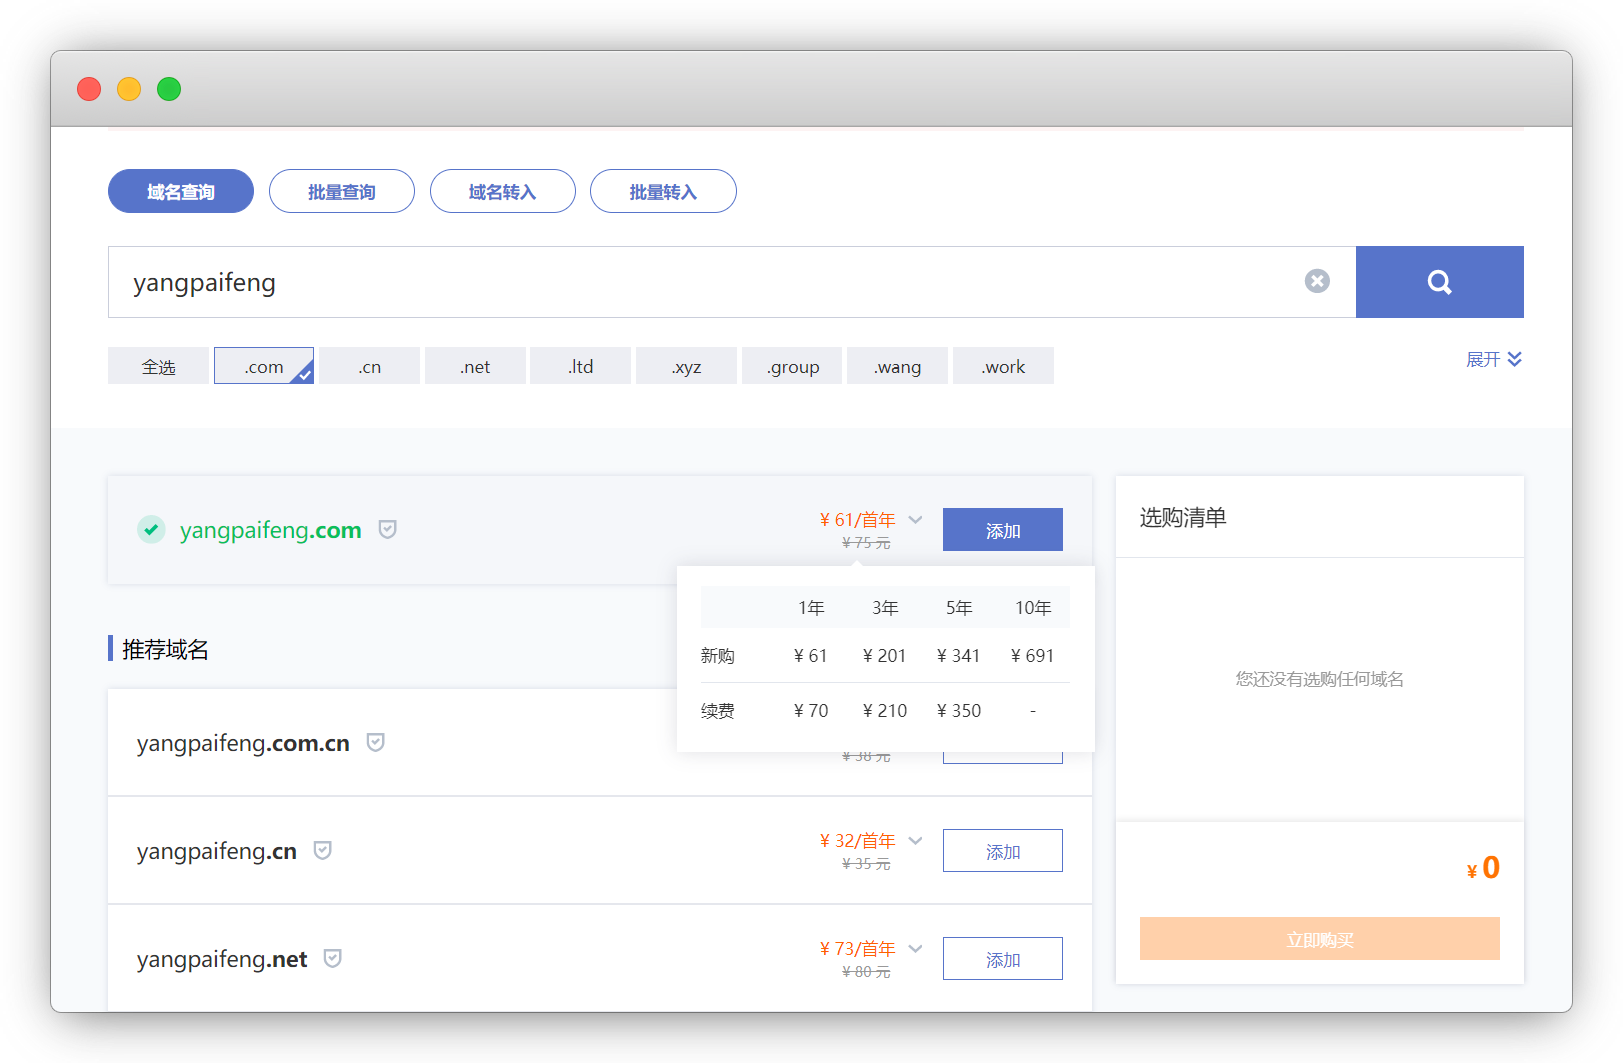 域名查询 批量查询 域名转入 批量转入
yangpaifeng
全选 .com .cn .net .ltd .xyz .group .wang .work 展开
yangpaifeng.com ¥ 61/首年 添加
¥ 75 元
选购清单
1年 3年 5年 10年
新购 ¥ 61 ¥ 201 ¥ 341 ¥ 691
续费 ¥ 70 ¥ 210 ¥ 350 -
推荐域名
您还没有选购任何域名
yangpaifeng.com.cn
¥ 38 元
yangpaifeng.cn ¥ 32/首年 添加
¥ 35 元
¥ 0
yangpaifeng.net ¥ 73/首年 添加
¥ 80 元
立即购买